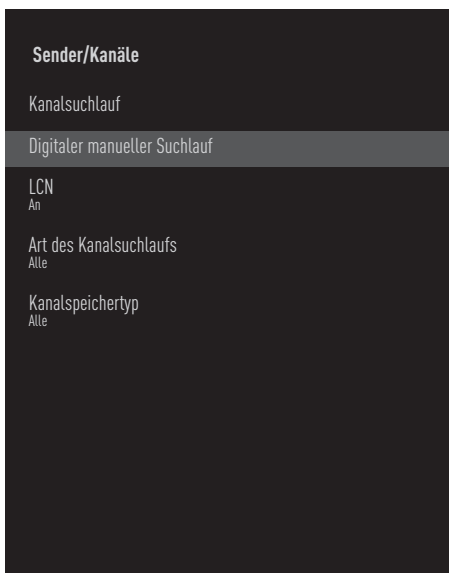 Sender/Kanäle
Kanalsuchlauf
Digitaler manueller Suchlauf
LCN
An
Art des Kanalsuchlaufs
Alle
Kanalspeichertyp
Alle